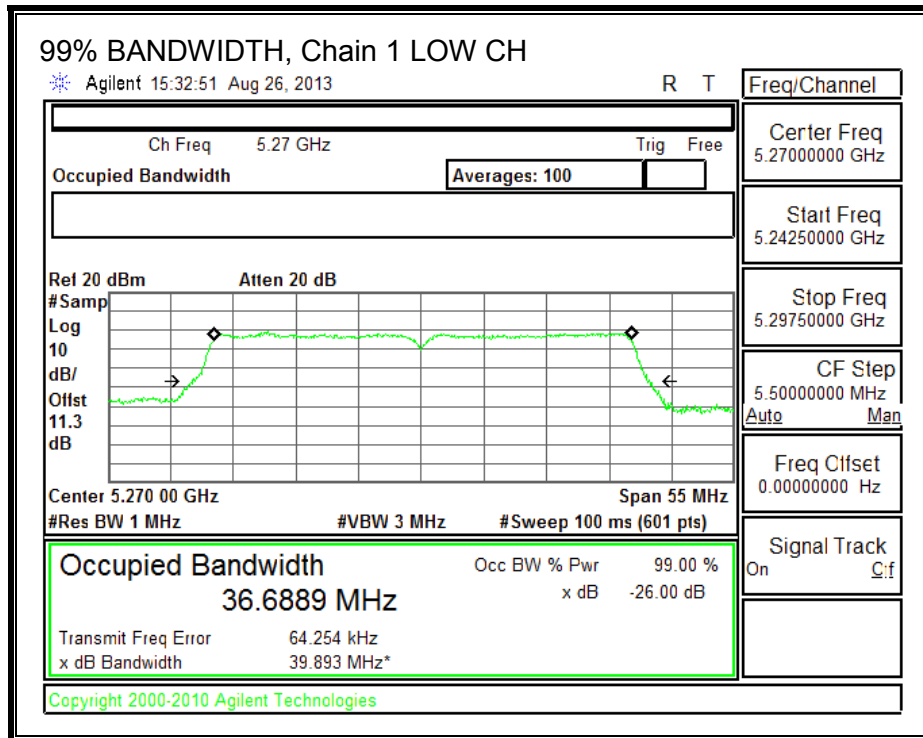 99% BANDWIDTH, Chain 1 LOW CH
Agilent 15:32:51 Aug 26, 2013 R T
Ch Freq 5.27 GHz Trig Free
Occupied Bandwidth Averages: 100
Ref 20 dBm Atten 20 dB
#Samp
Log
10
dB/
Offst
11.3
dB
Center 5.270 00 GHz Span 55 MHz
#Res BW 1 MHz #VBW 3 MHz #Sweep 100 ms (601 pts)
Occupied Bandwidth Occ BW % Pwr 99.00 %
36.6889 MHz x dB -26.00 dB
Transmit Freq Error 64.254 kHz
x dB Bandwidth 39.893 MHz*
Copyright 2000-2010 Agilent Technologies
Freq/Channel
Center Freq
5.27000000 GHz
Start Freq
5.24250000 GHz
Stop Freq
5.29750000 GHz
CF Step
5.50000000 MHz
Auto Man
Freq Offset
0.00000000 Hz
Signal Track
On Off